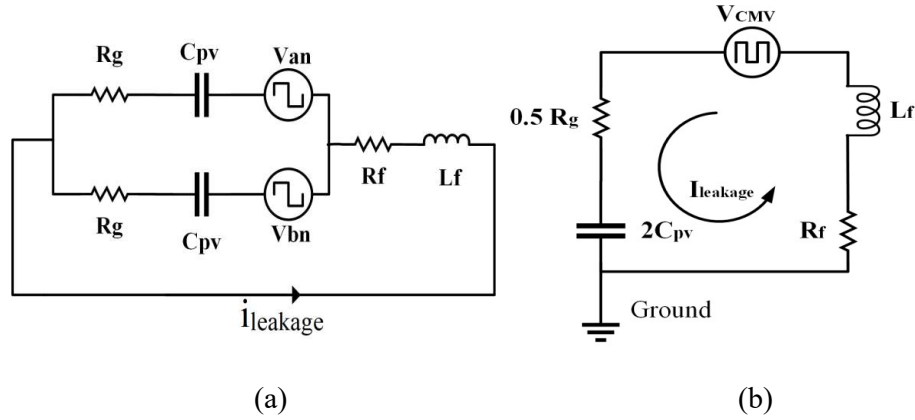 Rg
Cpv
Van
Rg
Cpv
Vbn
Rf
Lf
ileakage
(a)
VCMV
0.5 Rg
Lf
Ileakage
2Cpv
Rf
Ground
(b)